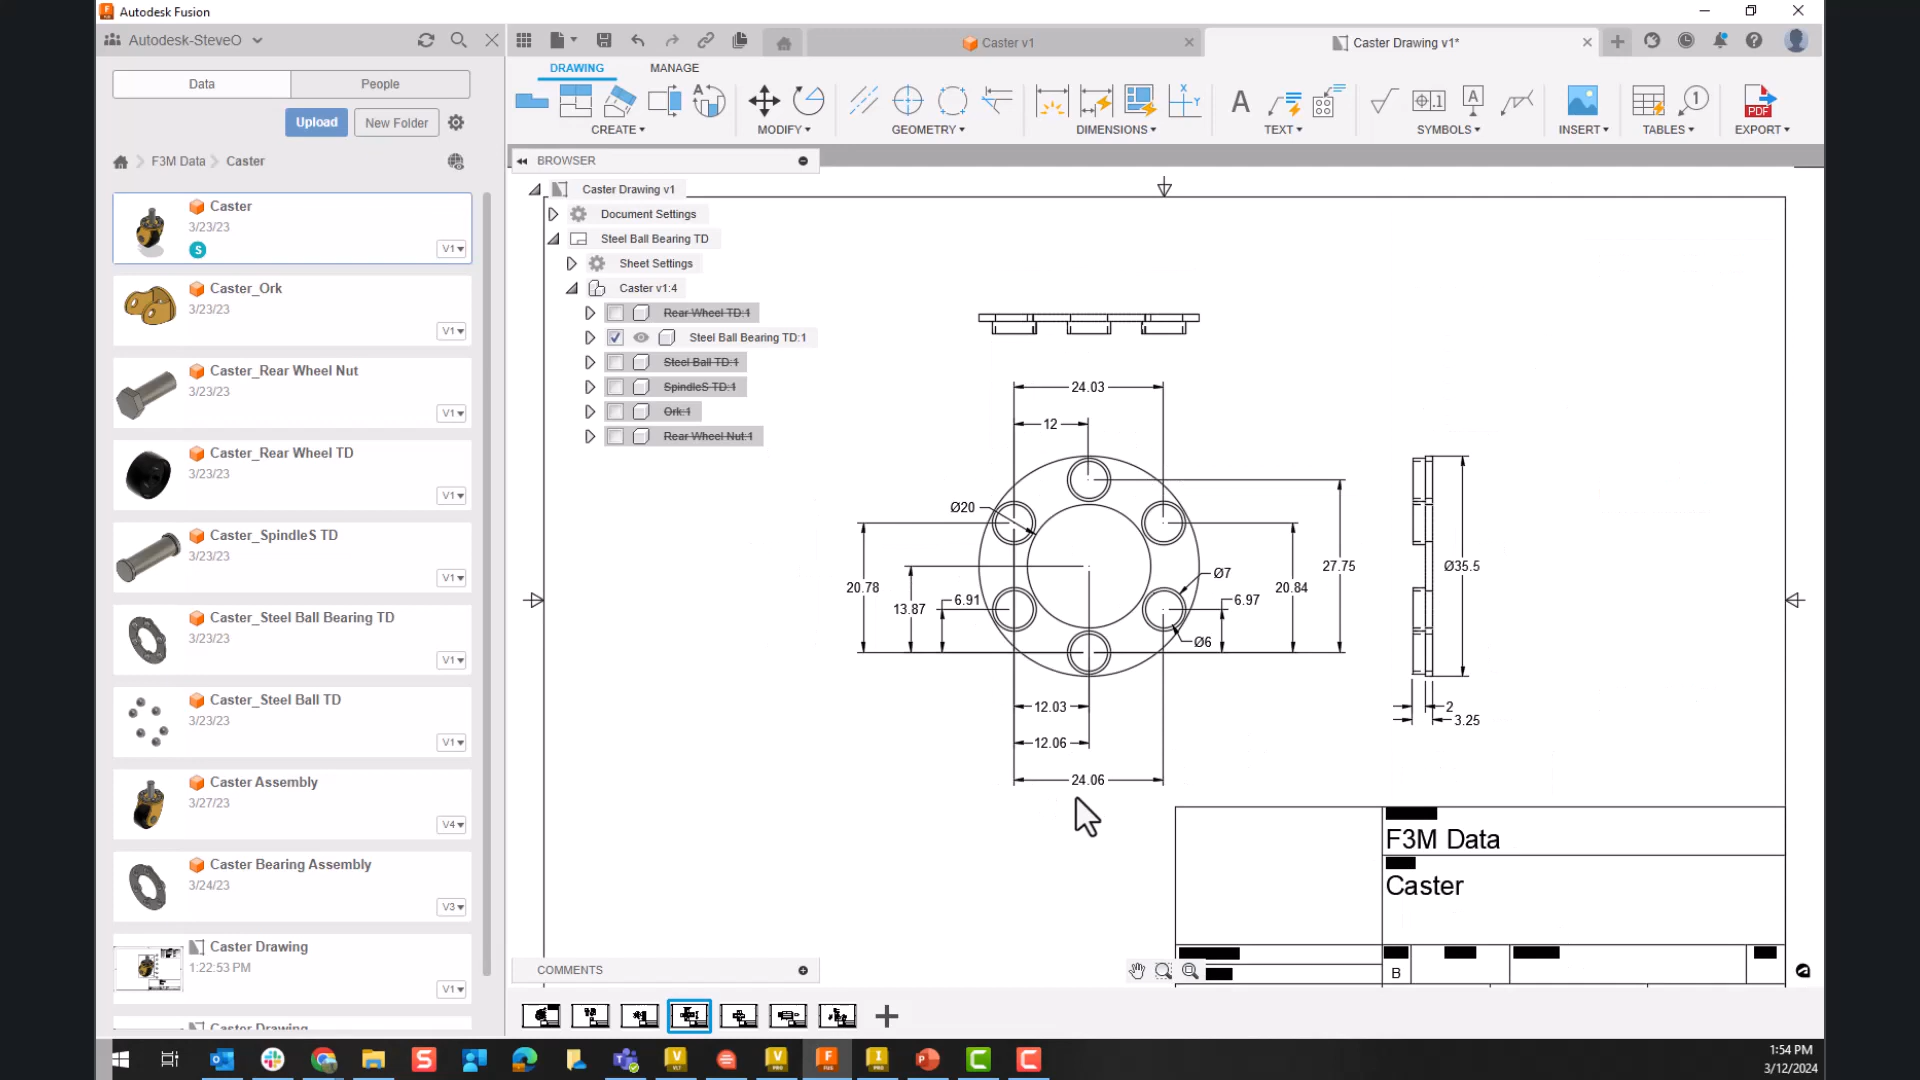 Autodesk Fusion
Autodesk-SteveO
Caster v1
Caster Drawing v1*
Data
People
DRAWING
MANAGE
Upload
New Folder
CREATE
MODIFY
GEOMETRY
DIMENSIONS
TEXT
SYMBOLS
INSERT
TABLES
PDF
EXPORT
F3M Data
Caster
Caster
3/23/23
S
V1
Caster_Ork
3/23/23
V1
Caster_Rear Wheel Nut
3/23/23
V1
Caster_Rear Wheel TD
3/23/23
V1
Caster_SpindleS TD
3/23/23
V1
Caster_Steel Ball Bearing TD
3/23/23
V1
Caster_Steel Ball TD
3/23/23
V1
Caster Assembly
3/27/23
V4
Caster Bearing Assembly
3/24/23
V3
Caster Drawing
1:22:53 PM
V1
Caster Drawing
BROWSER
Caster Drawing v1
Document Settings
Steel Ball Bearing TD
Sheet Settings
Caster v1:4
Rear Wheel TD:1
Steel Ball Bearing TD:1
Steel Ball TD:1
SpindleS TD:1
Ork:1
Rear Wheel Nut:1
24.03
12
Ø20
20.78
13.87
6.91
Ø7
6.97
Ø6
20.84
27.75
Ø35.5
12.03
12.06
24.06
2
3.25
F3M Data
Caster
B
COMMENTS
1:54 PM
3/12/2024